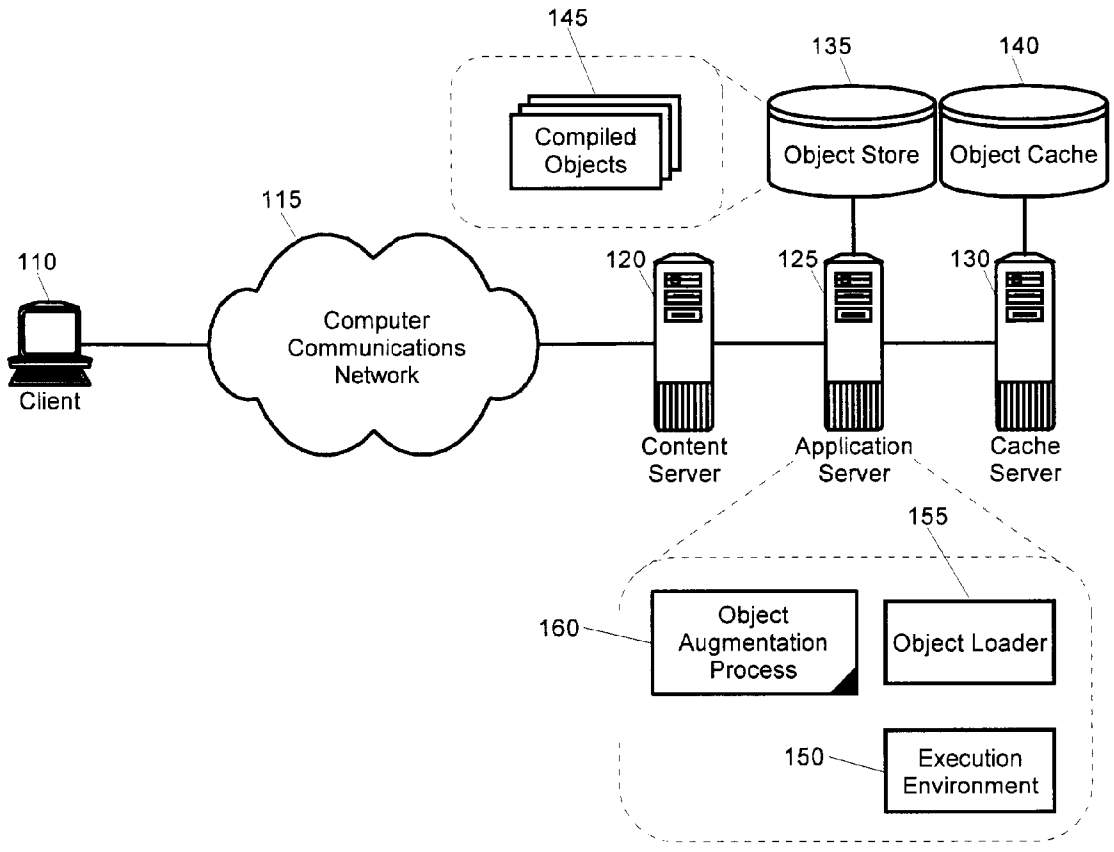 145
135
140
Compiled
Objects
Object Store
Object Cache
115
110
120
125
130
Computer
Communications
Network
Client
Content
Server
Application
Server
Cache
Server
155
160
Object
Augmentation
Process
Object Loader
150
Execution
Environment